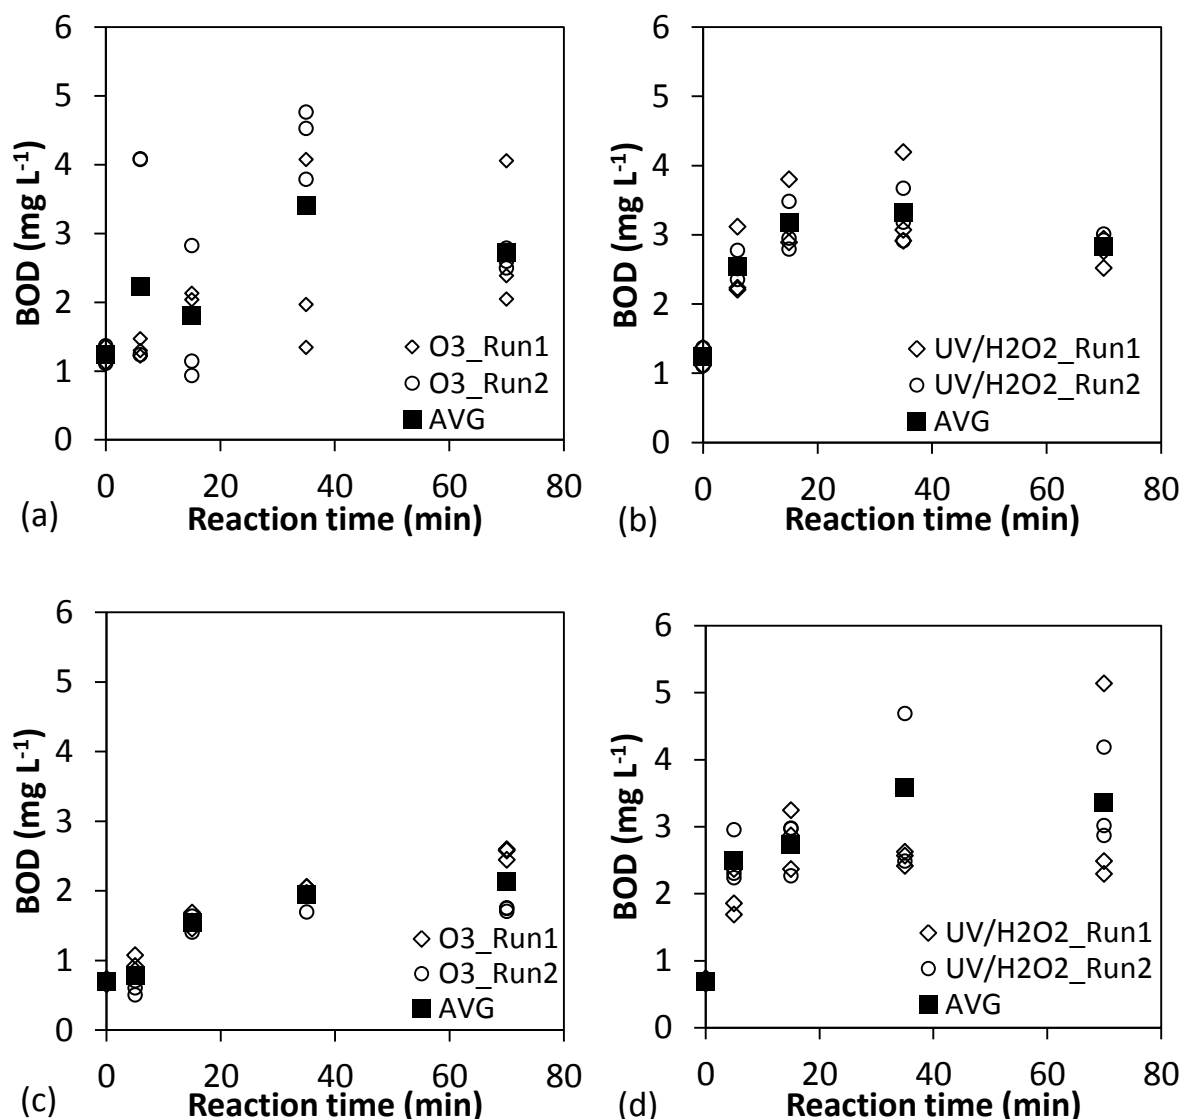 6
5
4
3
2
1
0
BOD (mg L-1)
O3_Run1
O3_Run2
AVG
0 20 40 60 80
Reaction time (min)
(a)
6
5
4
3
2
1
0
BOD (mg L-1)
UV/H2O2_Run1
UV/H2O2_Run2
AVG
0 20 40 60 80
Reaction time (min)
(b)
6
5
4
3
2
1
0
BOD (mg L-1)
O3_Run1
O3_Run2
AVG
0 20 40 60 80
Reaction time (min)
(c)
6
5
4
3
2
1
0
BOD (mg L-1)
UV/H2O2_Run1
UV/H2O2_Run2
AVG
0 20 40 60 80
Reaction time (min)
(d)